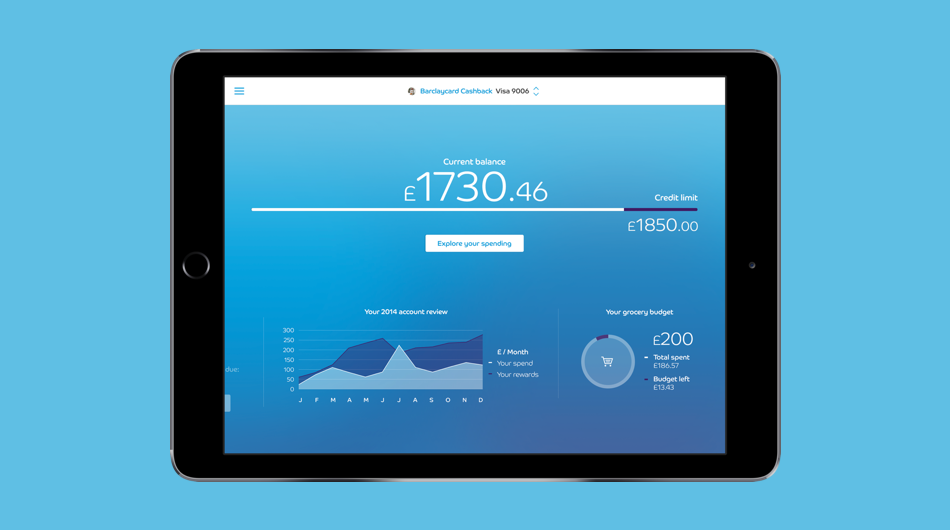 Barclaycard Cashback Visa 9006
Current balance
£1730.46
Credit limit
£1850.00
Explore your spending
due:
Your 2014 account review
300
250
200
150
100
50
0
J F M A M J J A S O N D
£ / Month
Your spend
Your rewards
Your grocery budget
£200
Total spent
£186.57
Budget left
£13.43